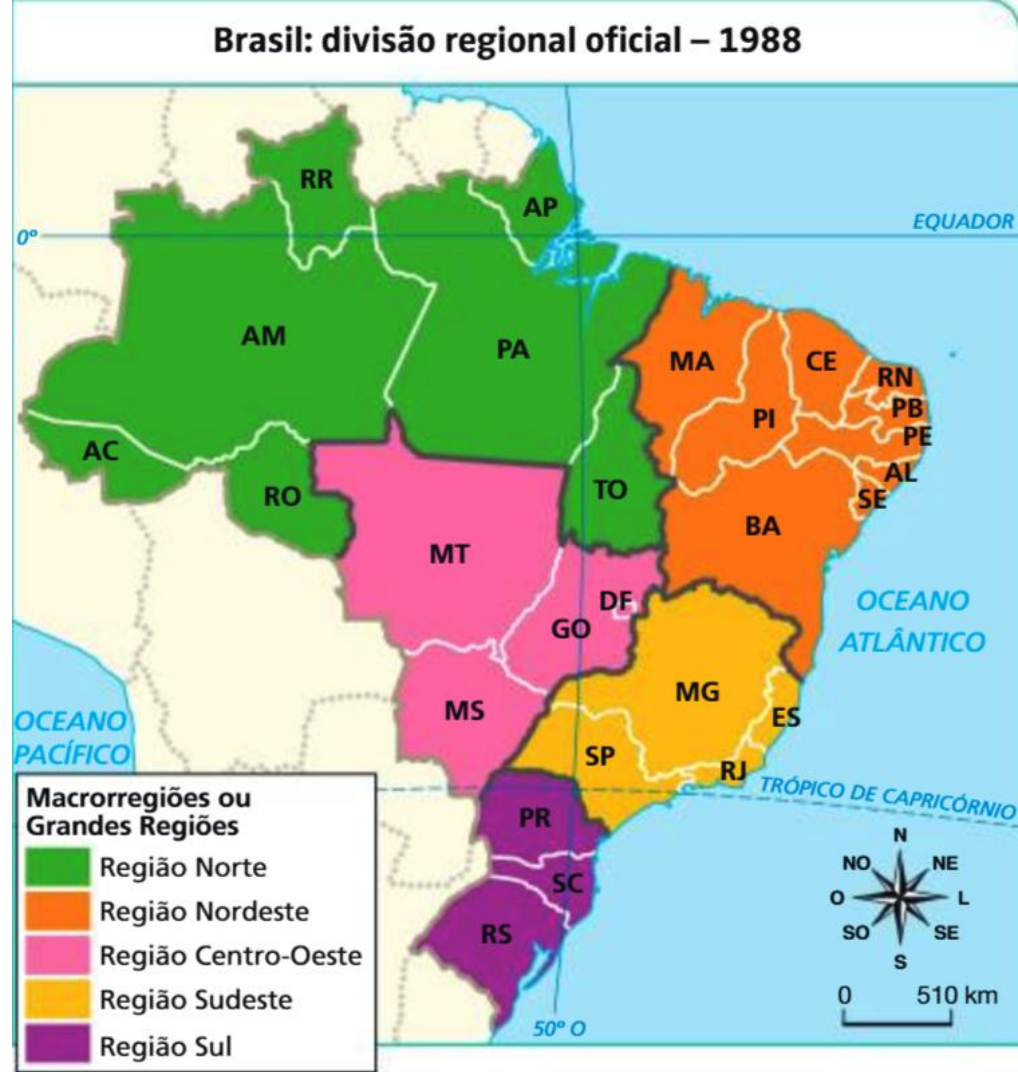 Brasil: divisão regional oficial – 1988
RR
AP
0°
EQUADOR
AM
PA
MA
CE
RN
PB
PE
PI
AL
SE
AC
RO
TO
BA
MT
DF
GO
OCEANO
ATLÂNTICO
MS
MG
ES
SP
RJ
OCEANO
PACÍFICO
TRÓPICO DE CAPRICÓRNIO
PR
SC
RS
50° O
Macrorregiões ou
Grandes Regiões
Região Norte
Região Nordeste
Região Centro-Oeste
Região Sudeste
Região Sul
N
NO NE
O L
SO SE
S
0 510 km